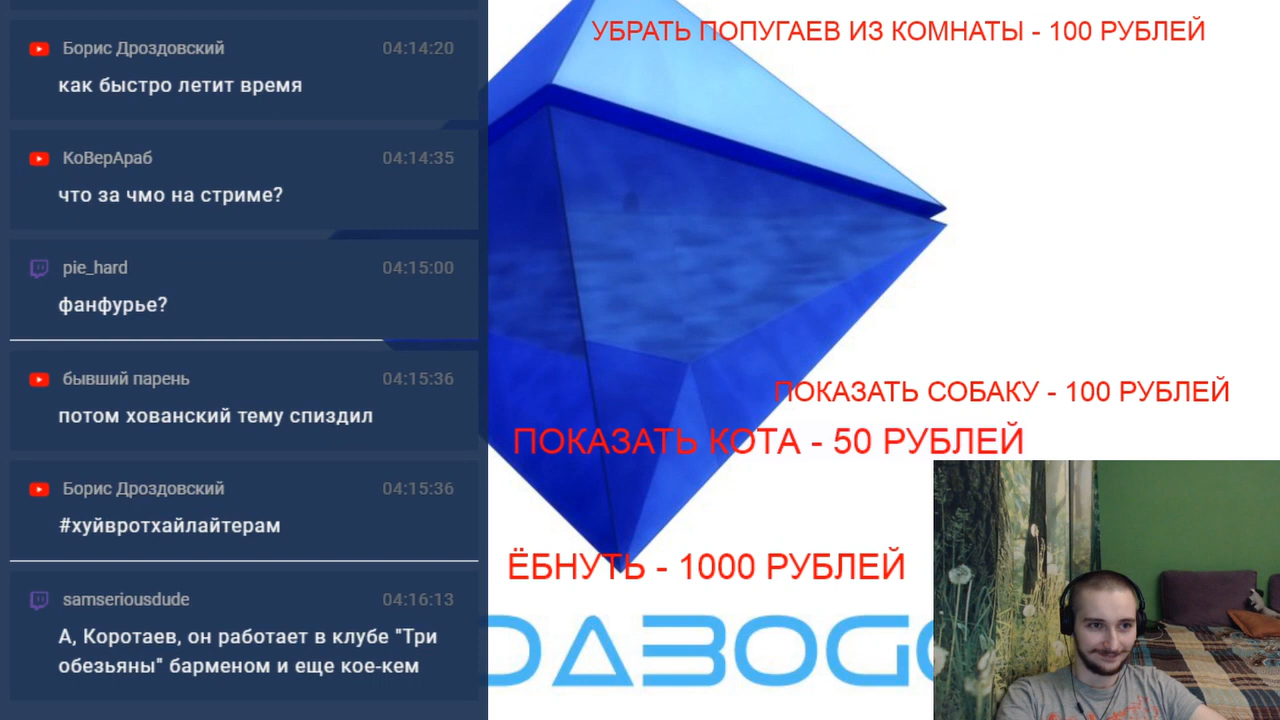 Борис Дроздовский 04:14:20
как быстро летит время
КоВерАраб 04:14:35
что за чмо на стриме?
pie_hard 04:15:00
фанфурье?
бывший парень 04:15:36
потом хованский тему спиздил
Борис Дроздовский 04:15:36
#хуйвротхайлайтерам
samseriousdude 04:16:13
А, Коротаев, он работает в клубе "Три
обезьяны" барменом и еще кое-кем
УБРАТЬ ПОПУГАЕВ ИЗ КОМНАТЫ - 100 РУБЛЕЙ
ПОКАЗАТЬ СОБАКУ - 100 РУБЛЕЙ
ПОКАЗАТЬ КОТА - 50 РУБЛЕЙ
ЁБНУТЬ - 1000 РУБЛЕЙ